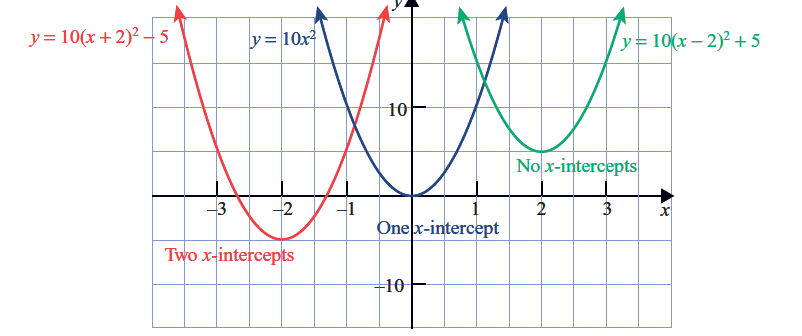 y
y = 10(x + 2)² – 5
y = 10x²
y = 10(x – 2)² + 5
10
No x-intercepts
–3
–2
–1
1
2
3
x
One x-intercept
Two x-intercepts
–10